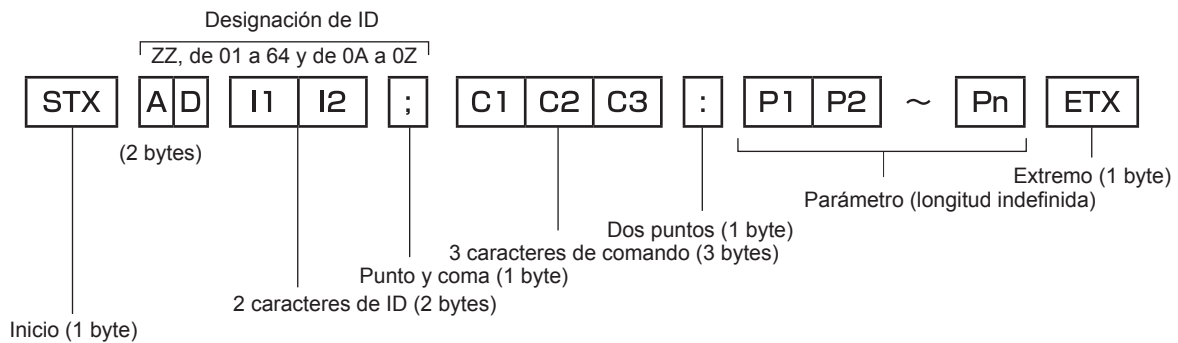 Designación de ID
ZZ, de 01 a 64 y de 0A a 0Z
STX A D I1 I2 ; C1 C2 C3 : P1 P2 ~ Pn ETX
(2 bytes)
Extremo (1 byte)
Parámetro (longitud indefinida)
Dos puntos (1 byte)
3 caracteres de comando (3 bytes)
Punto y coma (1 byte)
2 caracteres de ID (2 bytes)
Inicio (1 byte)